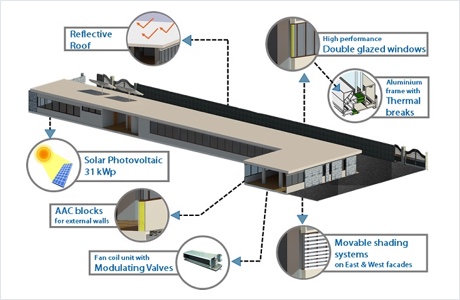 Reflective
Roof
High performance
Double glazed windows
Aluminium
frame with
Thermal
breaks
Solar Photovoltaic
31 kWp
AAC blocks
for external walls
Fan coil unit with
Modulating Valves
Movable shading
systems
on East & West facades